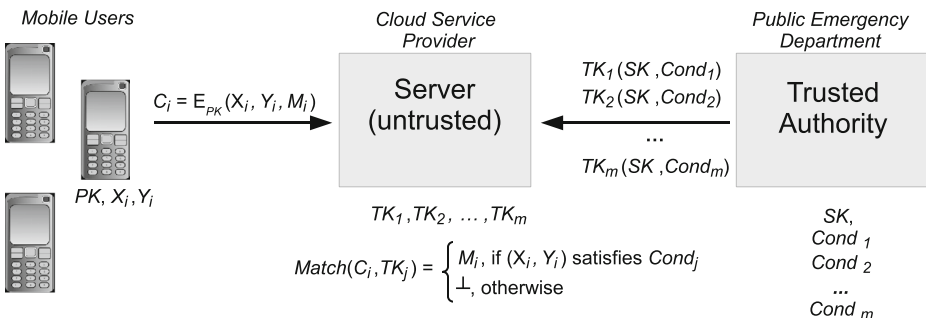 Mobile Users
Cloud Service
Provider
Public Emergency
Department
Server
(untrusted)
Trusted
Authority
C_i = E_PK(X_i, Y_i, M_i)
TK_1(SK, Cond_1)
TK_2(SK, Cond_2)
...
TK_m(SK, Cond_m)
PK, X_i, Y_i
TK_1, TK_2, ..., TK_m
Match(C_i, TK_j) =
M_i, if (X_i, Y_i) satisfies Cond_j
⊥, otherwise
SK,
Cond_1
Cond_2
...
Cond_m